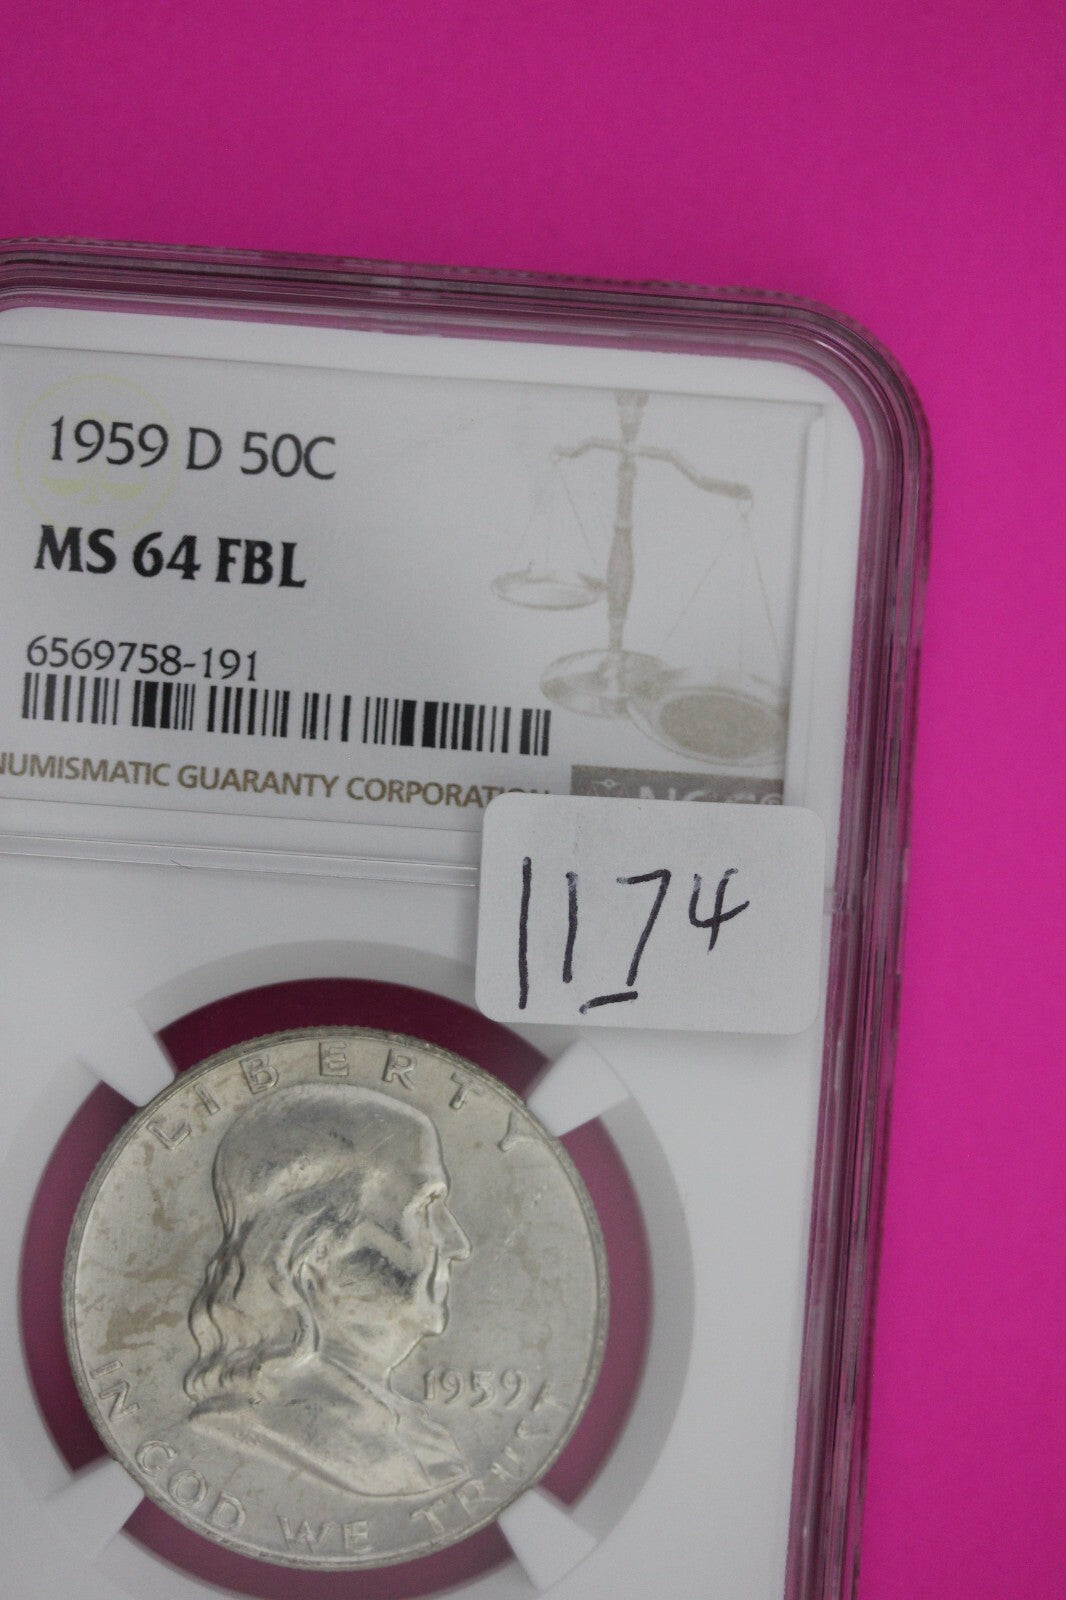 1959 D 50C
MS 64 FBL
6569758-191
NUMISMATIC GUARANTY CORPORATION
1174
LIBERTY
1959
IN GOD WE TRUST